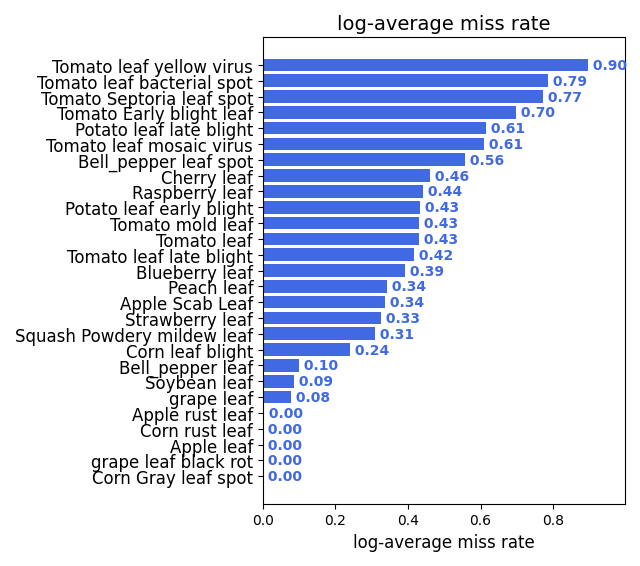 log-average miss rate
Tomato leaf yellow virus 0.90
Tomato leaf bacterial spot 0.79
Tomato Septoria leaf spot 0.77
Tomato Early blight leaf 0.70
Potato leaf late blight 0.61
Tomato leaf mosaic virus 0.61
Bell_pepper leaf spot 0.56
Cherry leaf 0.46
Raspberry leaf 0.44
Potato leaf early blight 0.43
Tomato mold leaf 0.43
Tomato leaf 0.43
Tomato leaf late blight 0.42
Blueberry leaf 0.39
Peach leaf 0.34
Apple Scab Leaf 0.34
Strawberry leaf 0.33
Squash Powdery mildew leaf 0.31
Corn leaf blight 0.24
Bell_pepper leaf 0.10
Soybean leaf 0.09
grape leaf 0.08
Apple rust leaf 0.00
Corn rust leaf 0.00
Apple leaf 0.00
grape leaf black rot 0.00
Corn Gray leaf spot 0.00
0.0 0.2 0.4 0.6 0.8
log-average miss rate